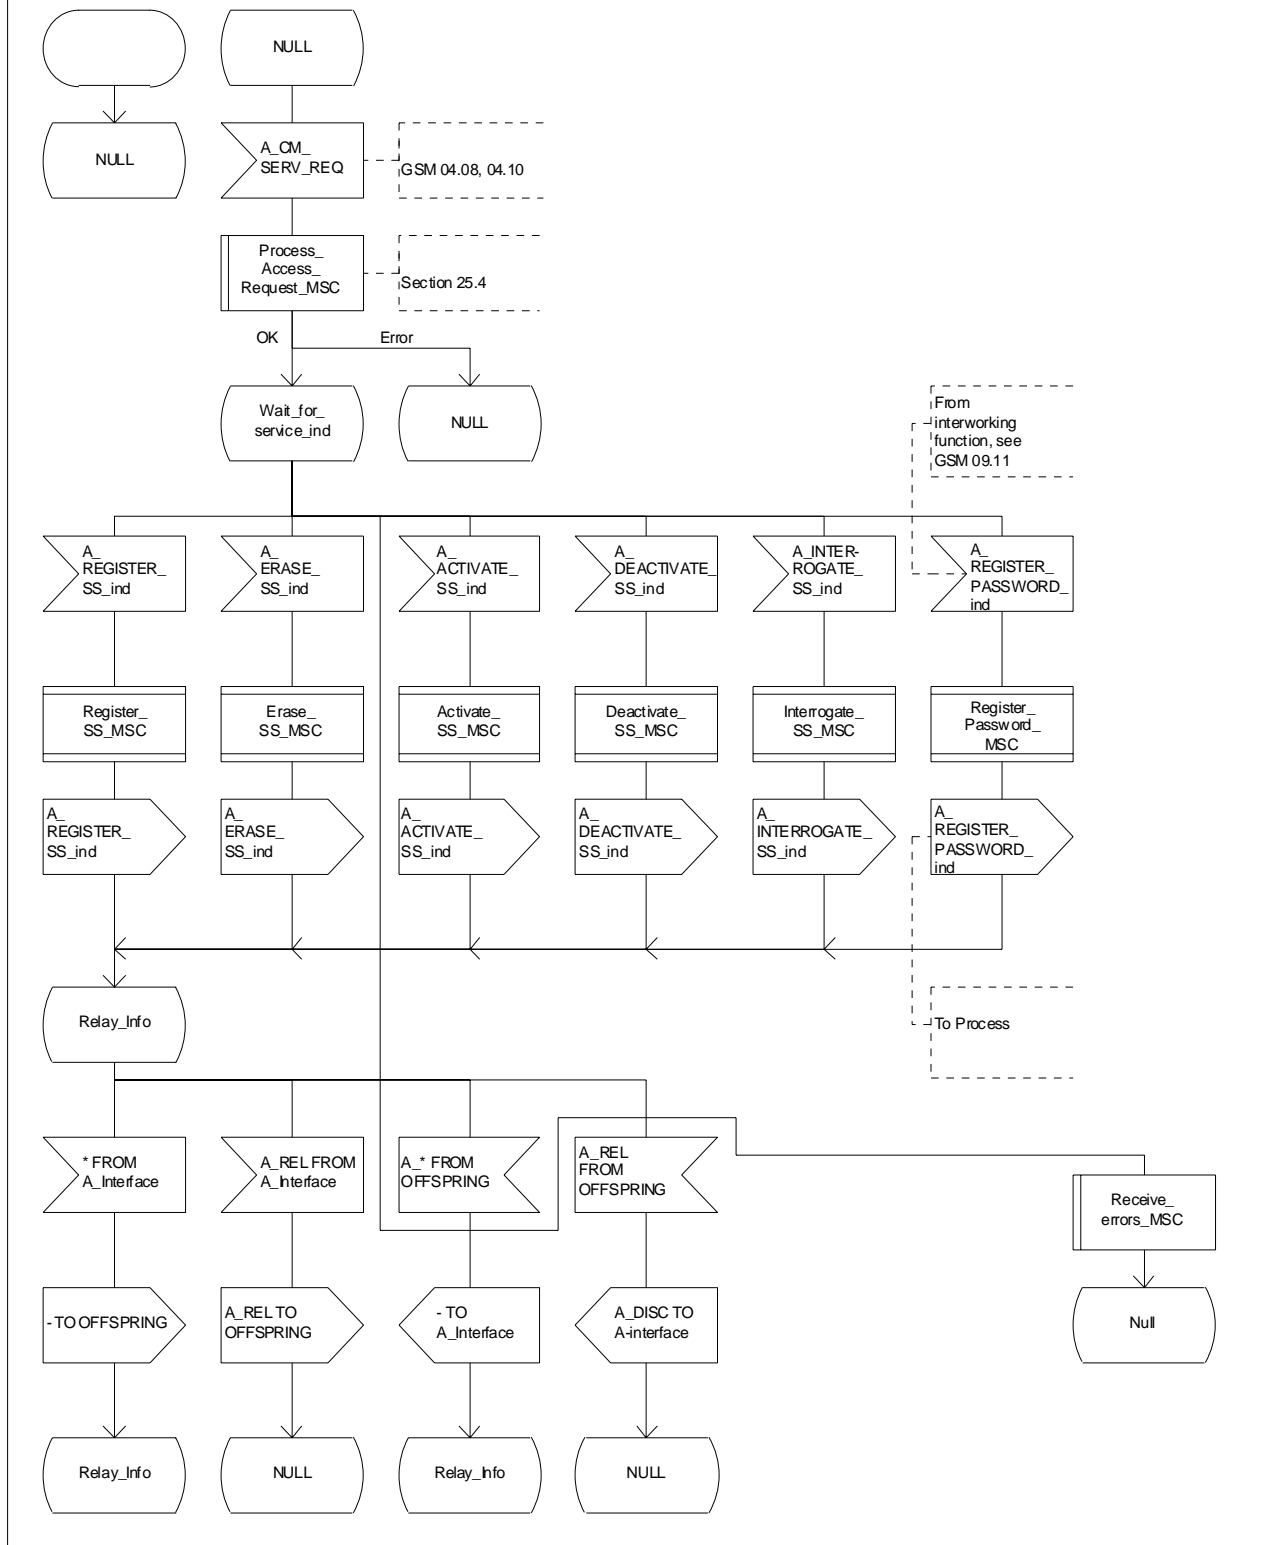 NULL
NULL
A_CM_
SERV_REQ
GSM 04.08, 04.10
Process_
Access_
Request_MSC
Section 25.4
OK
Error
Wait_for_
service_ind
NULL
From
interworking
function, see
GSM 09.11
A_
REGISTER_
SS_ind
A_
ERASE_
SS_ind
A_
ACTIVATE_
SS_ind
A_
DEACTIVATE_
SS_ind
A_INTER-
ROGATE_
SS_ind
A_
REGISTER_
PASSWORD_
ind
Register_
SS_MSC
Erase_
SS_MSC
Activate_
SS_MSC
Deactivate_
SS_MSC
Interrogate_
SS_MSC
Register_
Password_
MSC
A_
REGISTER_
SS_ind
A_
ERASE_
SS_ind
A_
ACTIVATE_
SS_ind
A_
DEACTIVATE_
SS_ind
A_
INTERROGATE_
SS_ind
A_
REGISTER_
PASSWORD_
ind
Relay_Info
To Process
* FROM
A_Interface
A_REL FROM
A_Interface
A_* FROM
OFFSPRING
A_REL
FROM
OFFSPRING
Receive_
errors_MSC
- TO OFFSPRING
A_REL TO
OFFSPRING
- TO
A_Interface
A_DISC TO
A-interface
Null
Relay_Info
NULL
Relay_Info
NULL